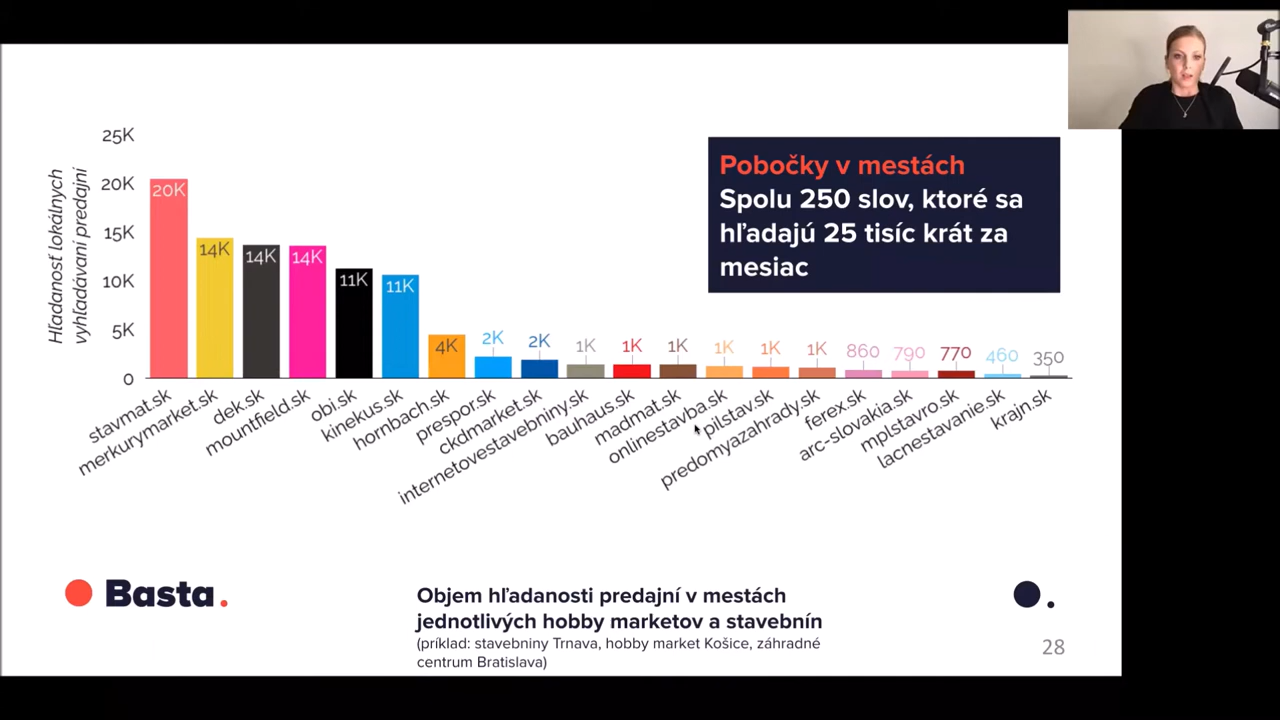 Hľadanosť lokálnych
vyhľadávaní predajní
25K
20K
15K
10K
5K
0
20K
14K
14K
14K
11K
11K
4K
2K
2K
1K
1K
1K
1K
1K
1K
860
790
770
460
350
stavmat.sk
merkurymarket.sk
dek.sk
mountfield.sk
obi.sk
kinekus.sk
hornbach.sk
prespor.sk
ckdmarket.sk
internetovestavebniny.sk
bauhaus.sk
madmat.sk
onlinestavba.sk
pilstav.sk
predomyazahrady.sk
ferex.sk
arc-slovakia.sk
mplstavro.sk
lacnestavanie.sk
krajn.sk
Pobočky v mestách
Spolu 250 slov, ktoré sa
hľadajú 25 tisíc krát za
mesiac
Basta.
Objem hľadanosti predajní v mestách
jednotlivých hobby marketov a stavebnín
(príklad: stavebniny Trnava, hobby market Košice, záhradné
centrum Bratislava)
28